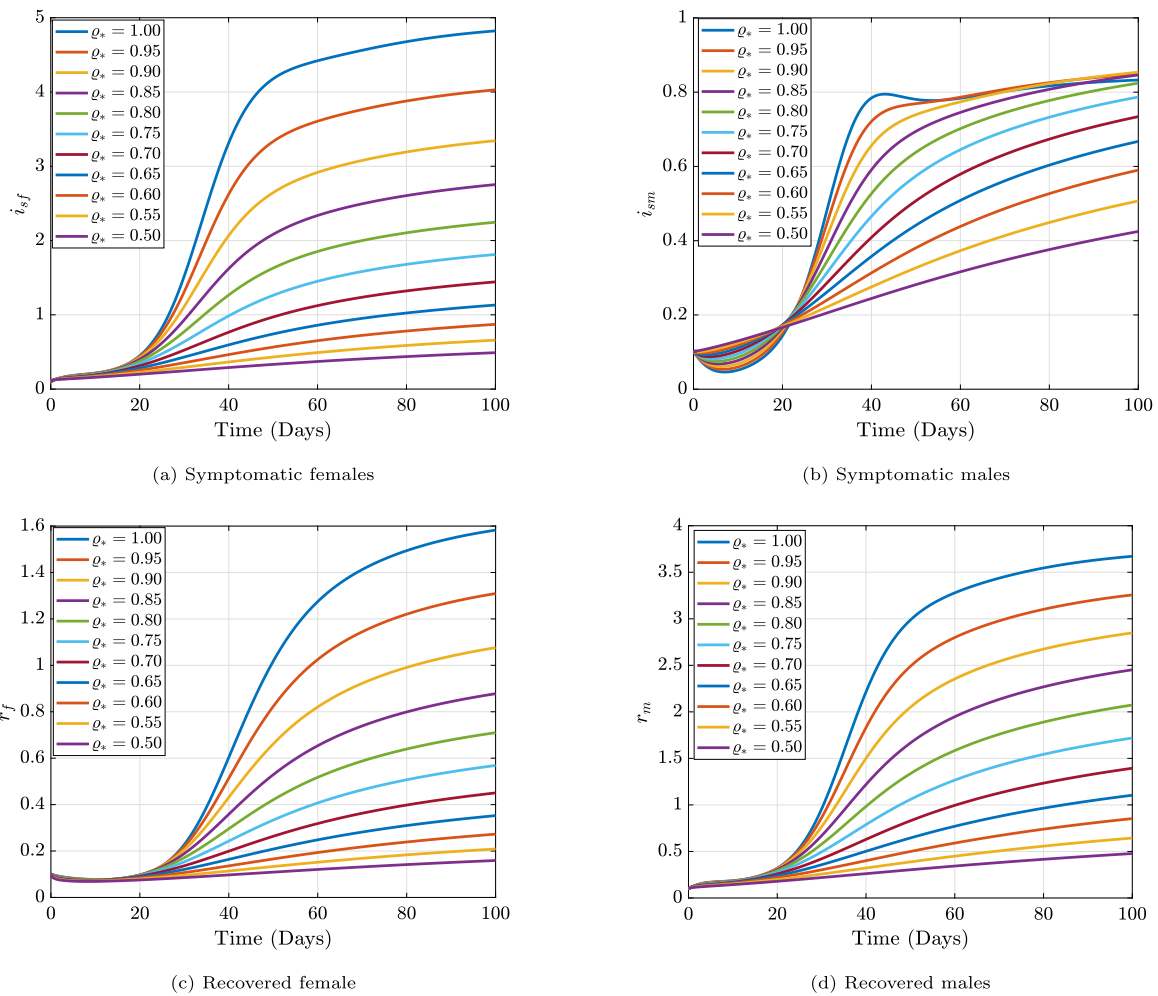 5
4
3
2
1
0
i_{sf}
ϱ∗ = 1.00
ϱ∗ = 0.95
ϱ∗ = 0.90
ϱ∗ = 0.85
ϱ∗ = 0.80
ϱ∗ = 0.75
ϱ∗ = 0.70
ϱ∗ = 0.65
ϱ∗ = 0.60
ϱ∗ = 0.55
ϱ∗ = 0.50
0 20 40 60 80 100
Time (Days)
(a) Symptomatic females
1
0.8
0.6
0.4
0.2
0
i_{sm}
ϱ∗ = 1.00
ϱ∗ = 0.95
ϱ∗ = 0.90
ϱ∗ = 0.85
ϱ∗ = 0.80
ϱ∗ = 0.75
ϱ∗ = 0.70
ϱ∗ = 0.65
ϱ∗ = 0.60
ϱ∗ = 0.55
ϱ∗ = 0.50
0 20 40 60 80 100
Time (Days)
(b) Symptomatic males
1.6
1.4
1.2
1
0.8
0.6
0.4
0.2
0
r_f
ϱ∗ = 1.00
ϱ∗ = 0.95
ϱ∗ = 0.90
ϱ∗ = 0.85
ϱ∗ = 0.80
ϱ∗ = 0.75
ϱ∗ = 0.70
ϱ∗ = 0.65
ϱ∗ = 0.60
ϱ∗ = 0.55
ϱ∗ = 0.50
0 20 40 60 80 100
Time (Days)
(c) Recovered female
4
3.5
3
2.5
2
1.5
1
0.5
0
r_m
ϱ∗ = 1.00
ϱ∗ = 0.95
ϱ∗ = 0.90
ϱ∗ = 0.85
ϱ∗ = 0.80
ϱ∗ = 0.75
ϱ∗ = 0.70
ϱ∗ = 0.65
ϱ∗ = 0.60
ϱ∗ = 0.55
ϱ∗ = 0.50
0 20 40 60 80 100
Time (Days)
(d) Recovered males